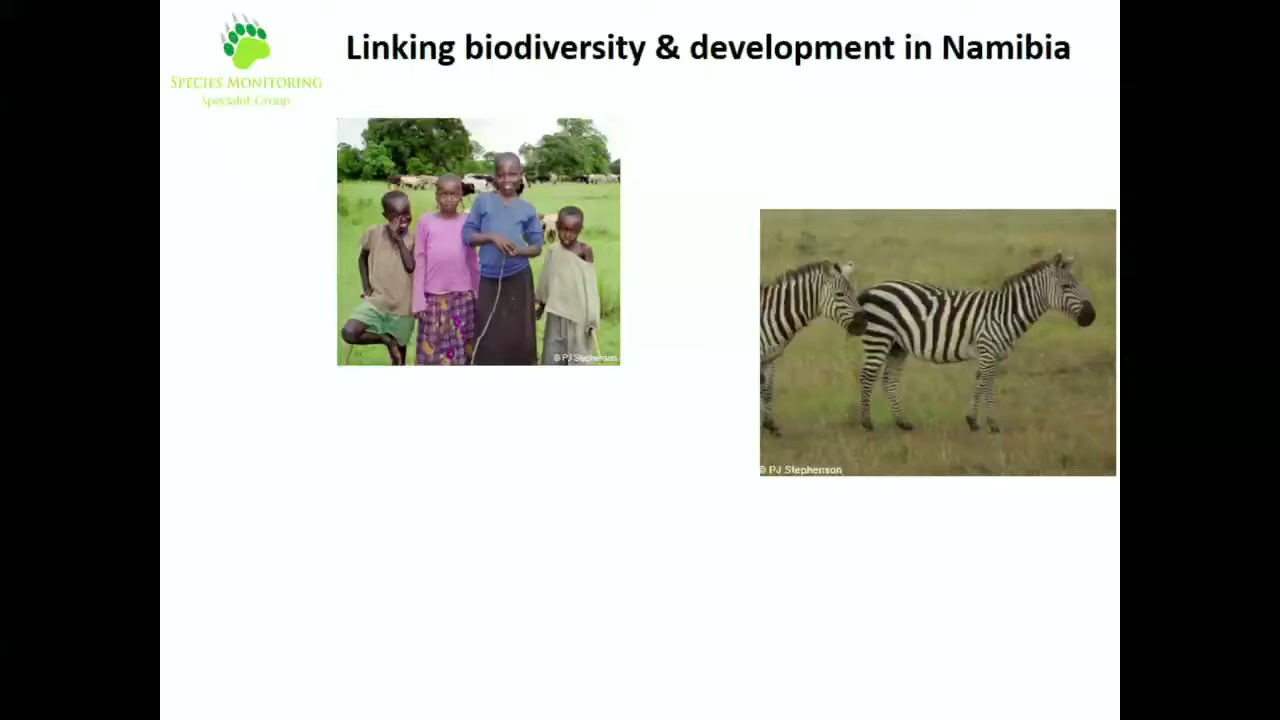 Linking biodiversity & development in Namibia
SPECIES MONITORING
Specialist Group
© PJ Stephenson
© PJ Stephenson